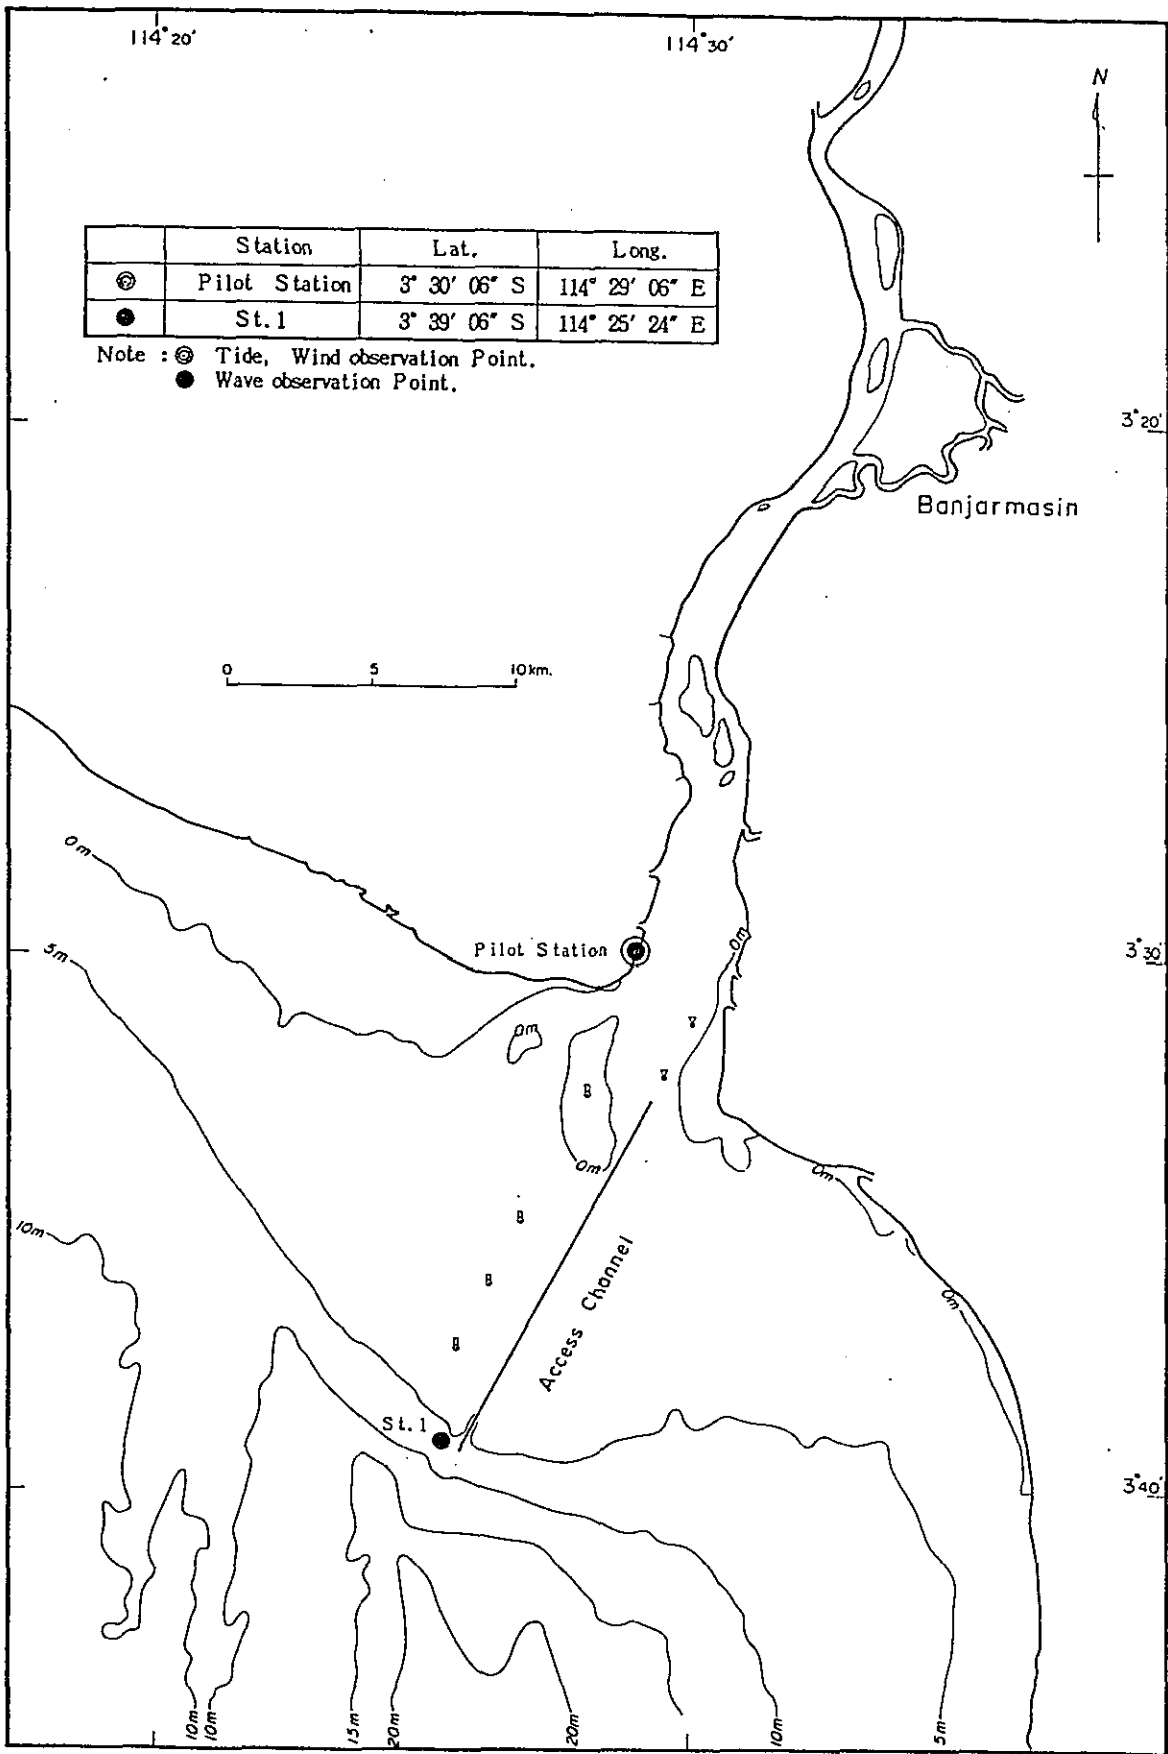 114° 20'
114° 30'
N
Station Lat. Long.
Pilot Station 3° 30' 06" S 114° 29' 06" E
St.1 3° 39' 06" S 114° 25' 24" E
Note : Tide, Wind observation Point.
Wave observation Point.
3° 20'
Banjarmasin
0 5 10km.
0m
5m
Pilot Station
0m
3° 30'
0m
0m
0m
10m
Access Channel
0m
St.1
3° 40'
10m
10m
15m
20m
20m
10m
5m